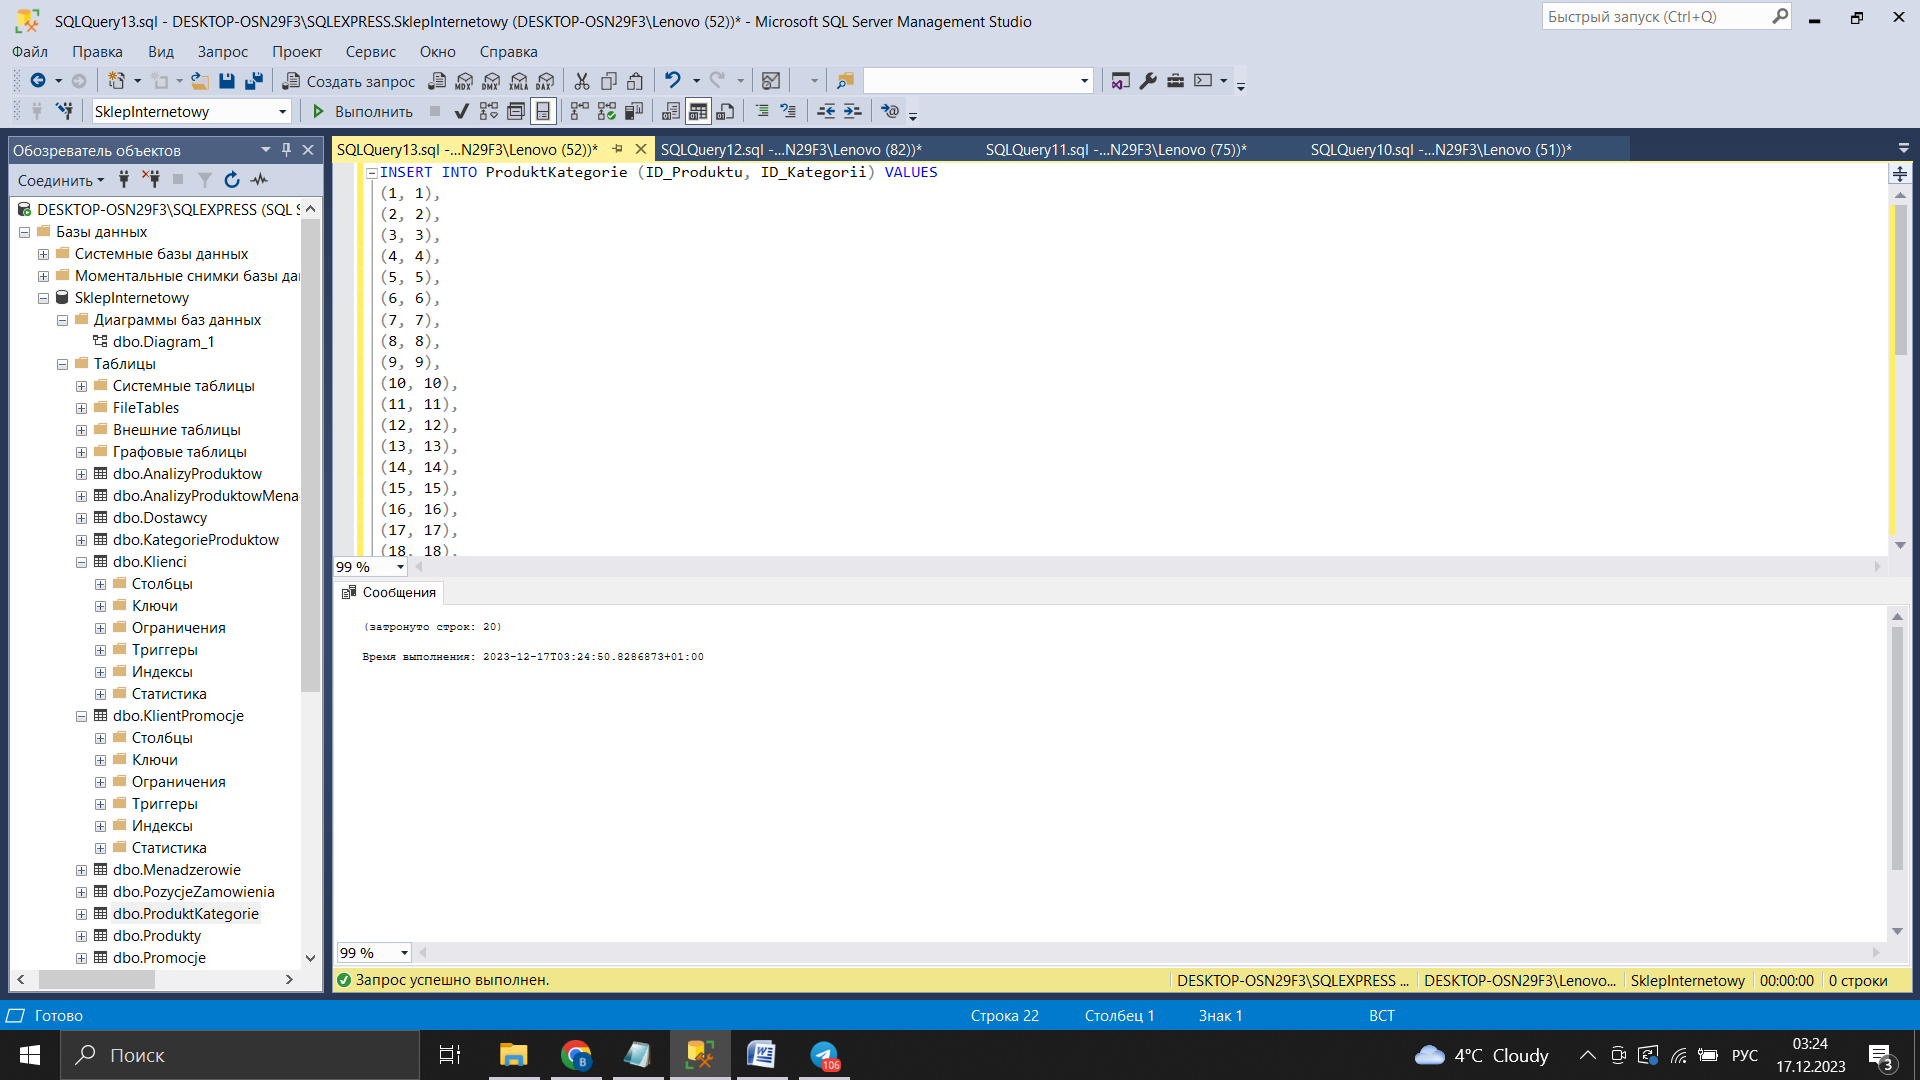 SQLQuery13.sql - DESKTOP-OSN29F3\SQLEXPRESS.SklepInternetowy (DESKTOP-OSN29F3\Lenovo (52))* - Microsoft SQL Server Management Studio
Быстрый запуск (Ctrl+Q)
Файл Правка Вид Запрос Проект Сервис Окно Справка
Создать запрос
MDX DMX XMLA DAX
SklepInternetowy
Выполнить
Обозреватель объектов
Соединить
DESKTOP-OSN29F3\SQLEXPRESS (SQL S
Базы данных
Системные базы данных
Моментальные снимки базы да
SklepInternetowy
Диаграммы баз данных
dbo.Diagram_1
Таблицы
Системные таблицы
FileTables
Внешние таблицы
Графовые таблицы
dbo.AnalizyProduktow
dbo.AnalizyProduktowMena
dbo.Dostawcy
dbo.KategorieProduktow
dbo.Klienci
Столбцы
Ключи
Ограничения
Триггеры
Индексы
Статистика
dbo.KlientPromocje
Столбцы
Ключи
Ограничения
Триггеры
Индексы
Статистика
dbo.Menadzerowie
dbo.PozycjeZamowienia
dbo.ProduktKategorie
dbo.Produkty
dbo.Promocje
SQLQuery13.sql -...N29F3\Lenovo (52))* SQLQuery12.sql -...N29F3\Lenovo (82))* SQLQuery11.sql -...N29F3\Lenovo (75))* SQLQuery10.sql -...N29F3\Lenovo (51))*
INSERT INTO ProduktKategorie (ID_Produktu, ID_Kategorii) VALUES
(1, 1),
(2, 2),
(3, 3),
(4, 4),
(5, 5),
(6, 6),
(7, 7),
(8, 8),
(9, 9),
(10, 10),
(11, 11),
(12, 12),
(13, 13),
(14, 14),
(15, 15),
(16, 16),
(17, 17),
(18, 18),
99 %
Сообщения
(затронуто строк: 20)
Время выполнения: 2023-12-17T03:24:50.8286873+01:00
99 %
Запрос успешно выполнен.
DESKTOP-OSN29F3\SQLEXPRESS ... DESKTOP-OSN29F3\Lenovo... SklepInternetowy 00:00:00 0 строки
Готово
Строка 22 Столбец 1 Знак 1 ВСТ
Поиск
106
4°C Cloudy
РУС
03:24
17.12.2023
3